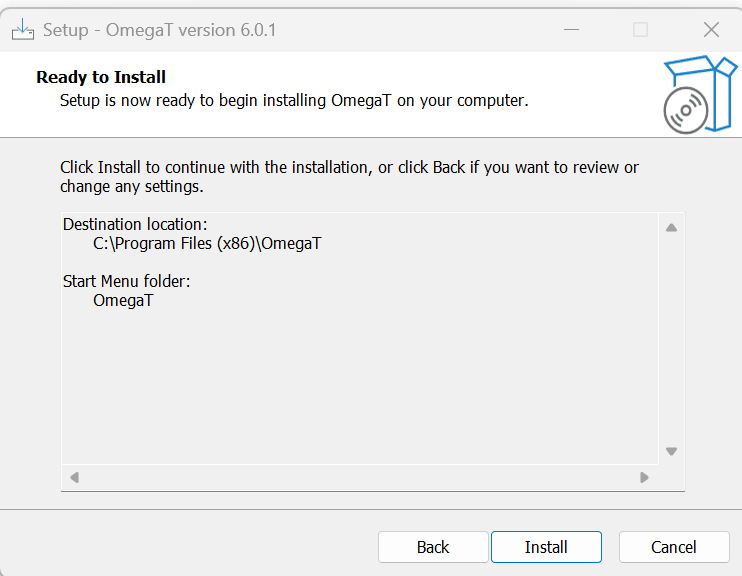 Setup - OmegaT version 6.0.1
Ready to Install
Setup is now ready to begin installing OmegaT on your computer.
Click Install to continue with the installation, or click Back if you want to review or
change any settings.
Destination location:
C:\Program Files (x86)\OmegaT
Start Menu folder:
OmegaT
Back
Install
Cancel